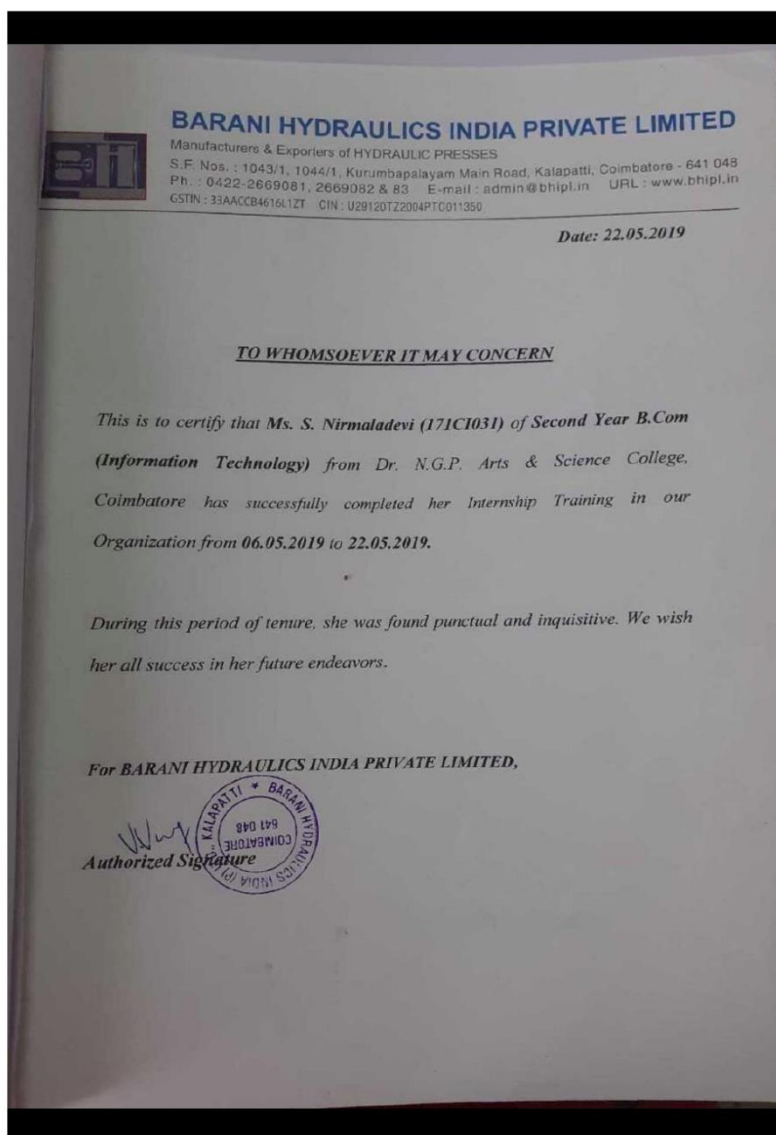 BARANI HYDRAULICS INDIA PRIVATE LIMITED
Manufacturers & Exporters of HYDRAULIC PRESSES
S.F. Nos. : 1043/1, 1044/1, Kurumbapalayam Main Road, Kalapatti, Coimbatore - 641 048
Ph. : 0422-2669081, 2669082 & 83 E-mail : admin@bhipl.in URL : www.bhipl.in
GSTIN : 33AACCB4616L1ZT CIN : U29120TZ2004PTC011350
Date: 22.05.2019
TO WHOMSOEVER IT MAY CONCERN
This is to certify that Ms. S. Nirmaladevi (171CI031) of Second Year B.Com
(Information Technology) from Dr. N.G.P. Arts & Science College,
Coimbatore has successfully completed her Internship Training in our
Organization from 06.05.2019 to 22.05.2019.
During this period of tenure, she was found punctual and inquisitive. We wish
her all success in her future endeavors.
For BARANI HYDRAULICS INDIA PRIVATE LIMITED,
BARANI HYDRAULICS INDIA (P) KALAPATTI *
COIMBATORE
641 048
Authorized Signature